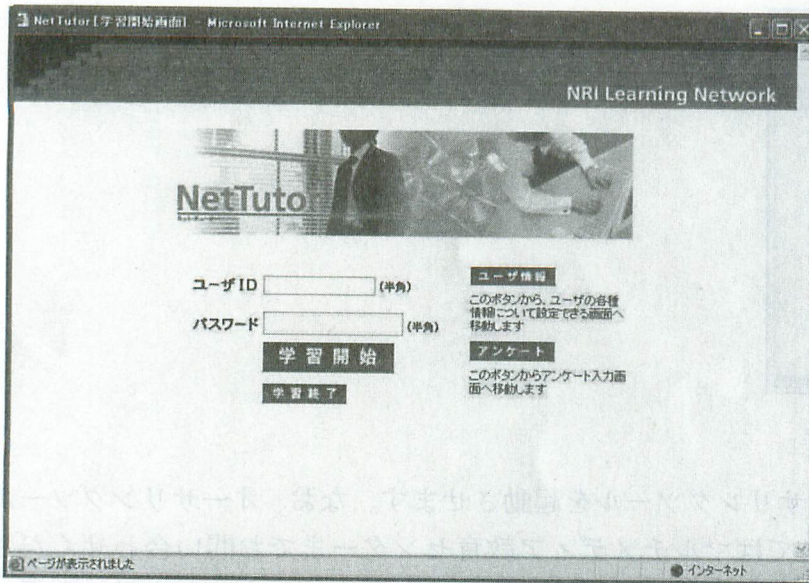 NetTutor[学習開始画面] - Microsoft Internet Explorer
NRI Learning Network
NetTutor
ユーザID
(半角)
パスワード
(半角)
学習開始
学習終了
ユーザ情報
このボタンから、ユーザの各種
情報について設定できる画面へ
移動します
アンケート
このボタンからアンケート入力画
面へ移動します
ページが表示されました
インターネット